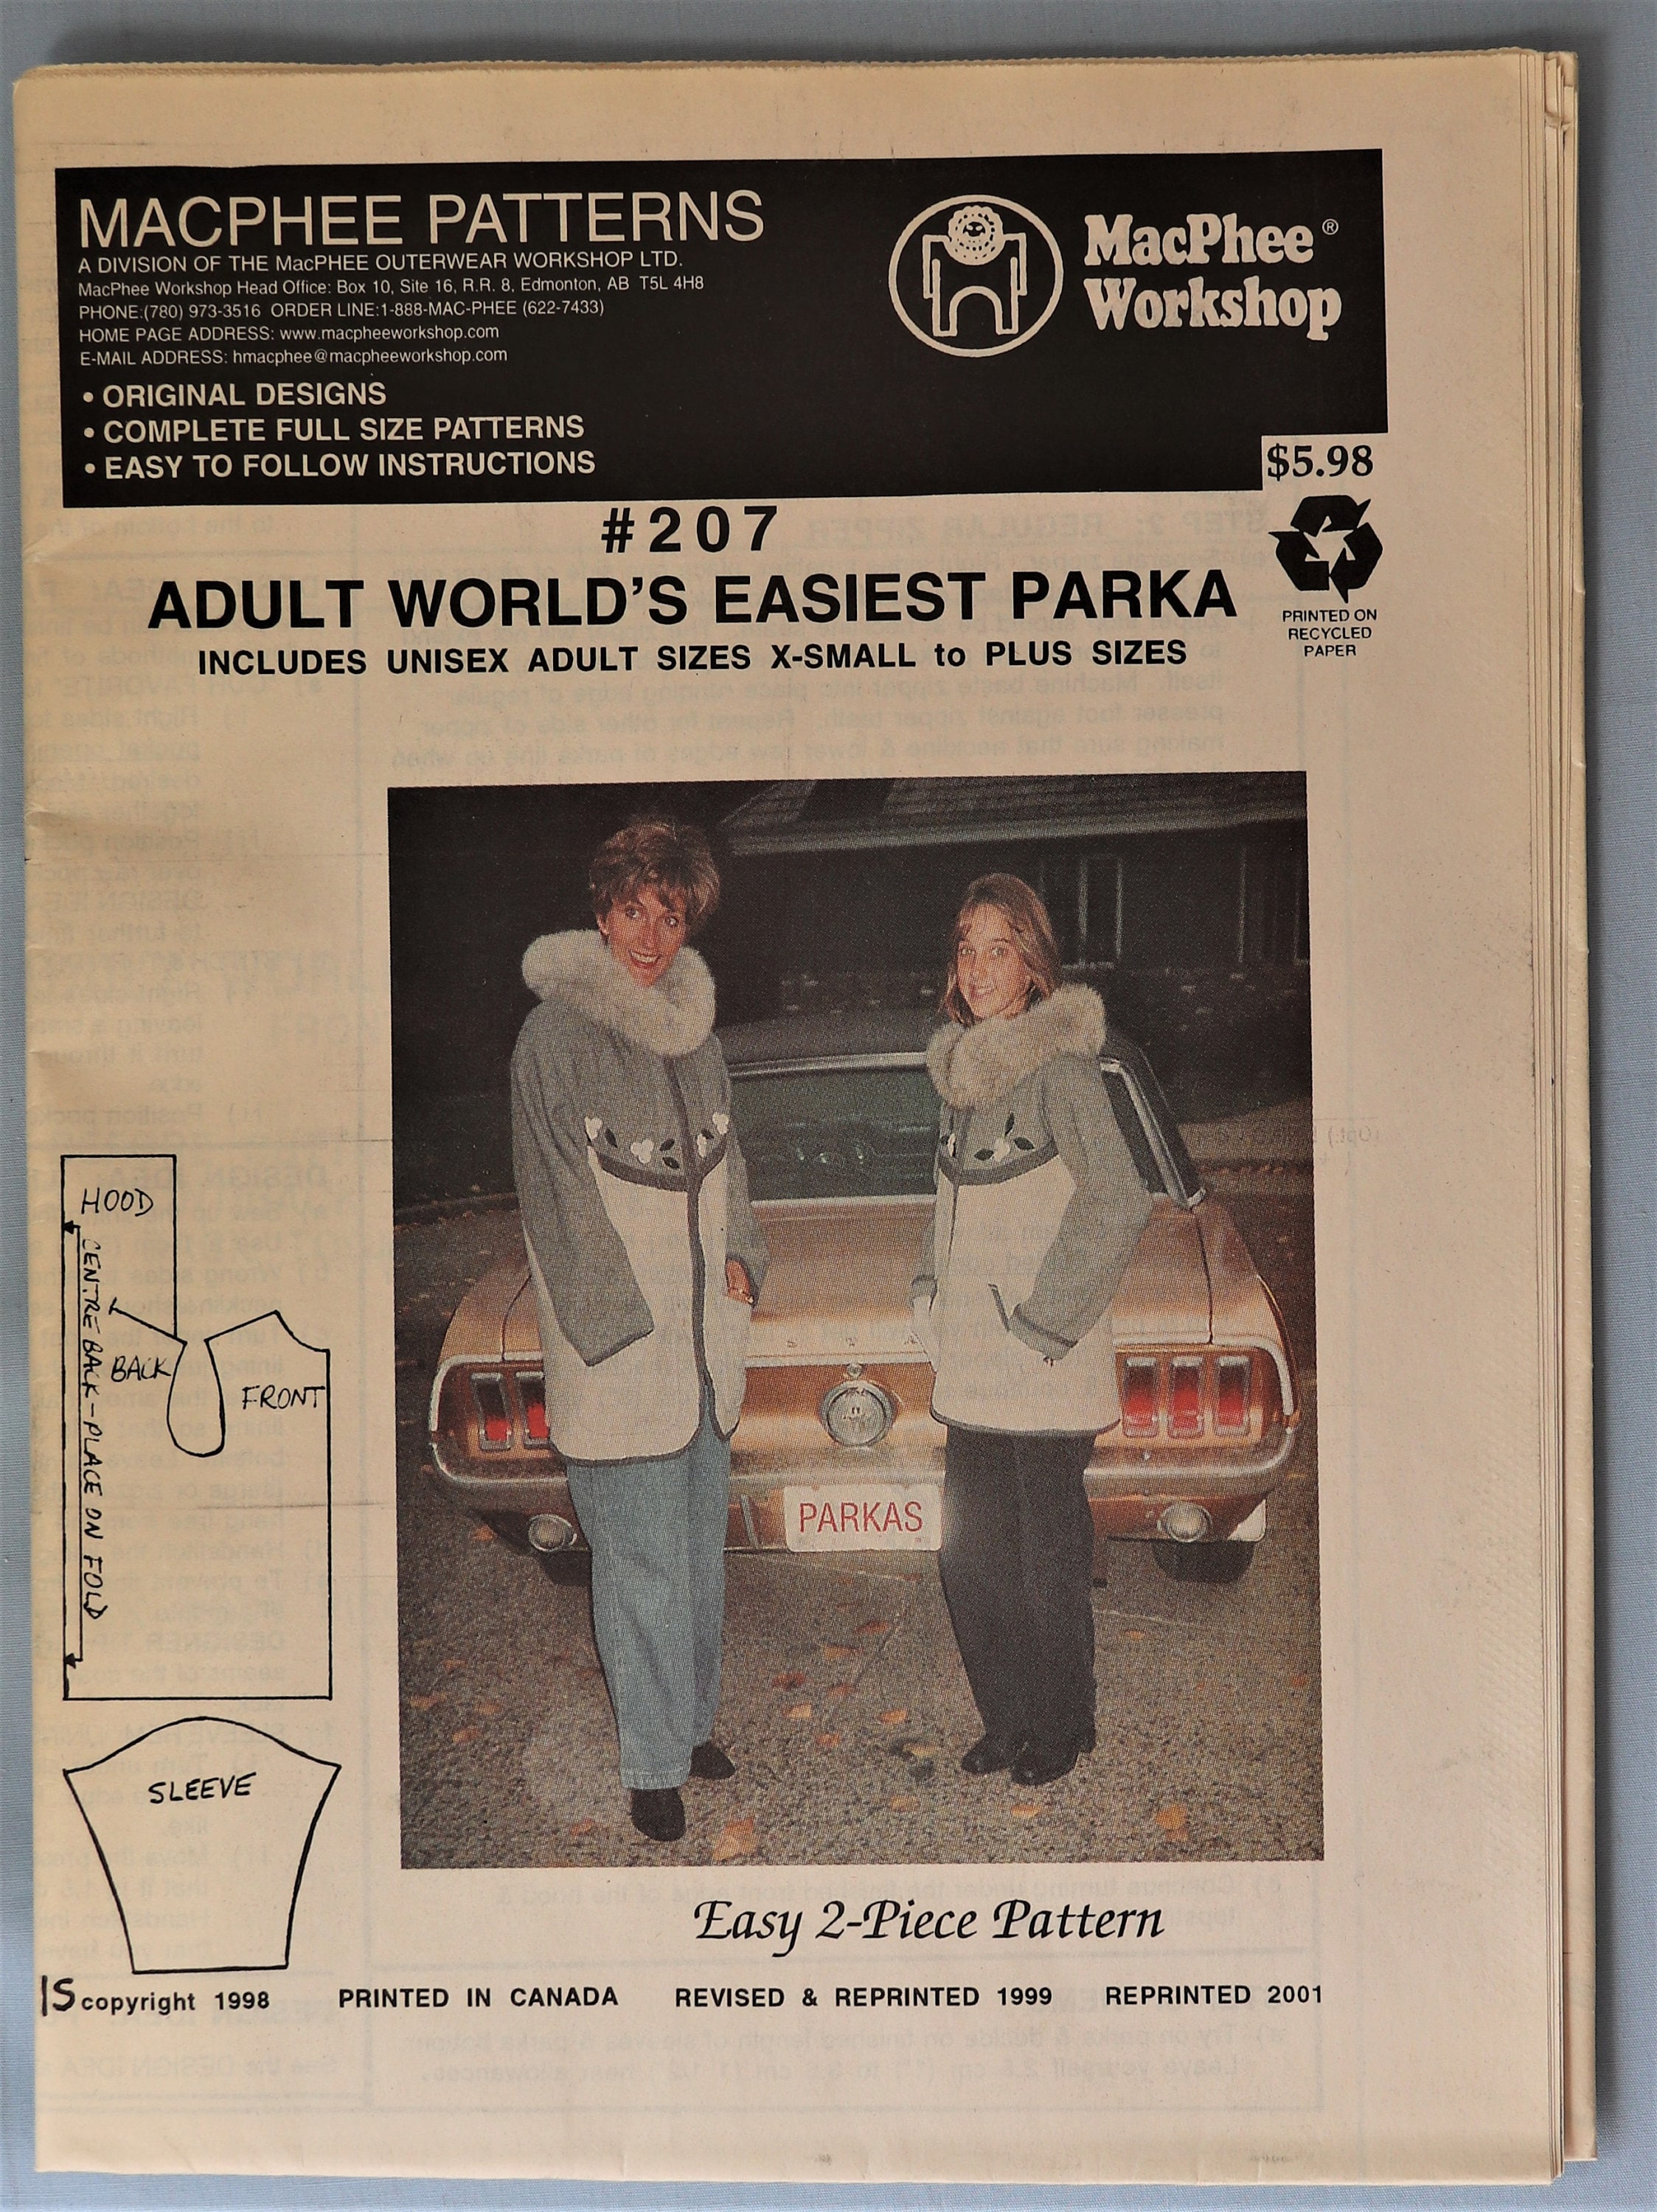 MACPHEE PATTERNS
A DIVISION OF THE MacPHEE OUTERWEAR WORKSHOP LTD.
MacPhee Workshop Head Office: Box 10, Site 16, R.R. 8, Edmonton, AB T5L 4H8
PHONE:(780) 973-3516 ORDER LINE:1-888-MAC-PHEE (622-7433)
HOME PAGE ADDRESS: www.macpheeworkshop.com
E-MAIL ADDRESS: hmacphee@macpheeworkshop.com
• ORIGINAL DESIGNS
• COMPLETE FULL SIZE PATTERNS
• EASY TO FOLLOW INSTRUCTIONS
MacPhee®
Workshop
$5.98
#207
ADULT WORLD'S EASIEST PARKA
INCLUDES UNISEX ADULT SIZES X-SMALL to PLUS SIZES
PRINTED ON
RECYCLED
PAPER
HOOD
CENTRE BACK - PLACE ON FOLD
BACK
FRONT
SLEEVE
PARKAS
Easy 2-Piece Pattern
IS copyright 1998 PRINTED IN CANADA REVISED & REPRINTED 1999 REPRINTED 2001